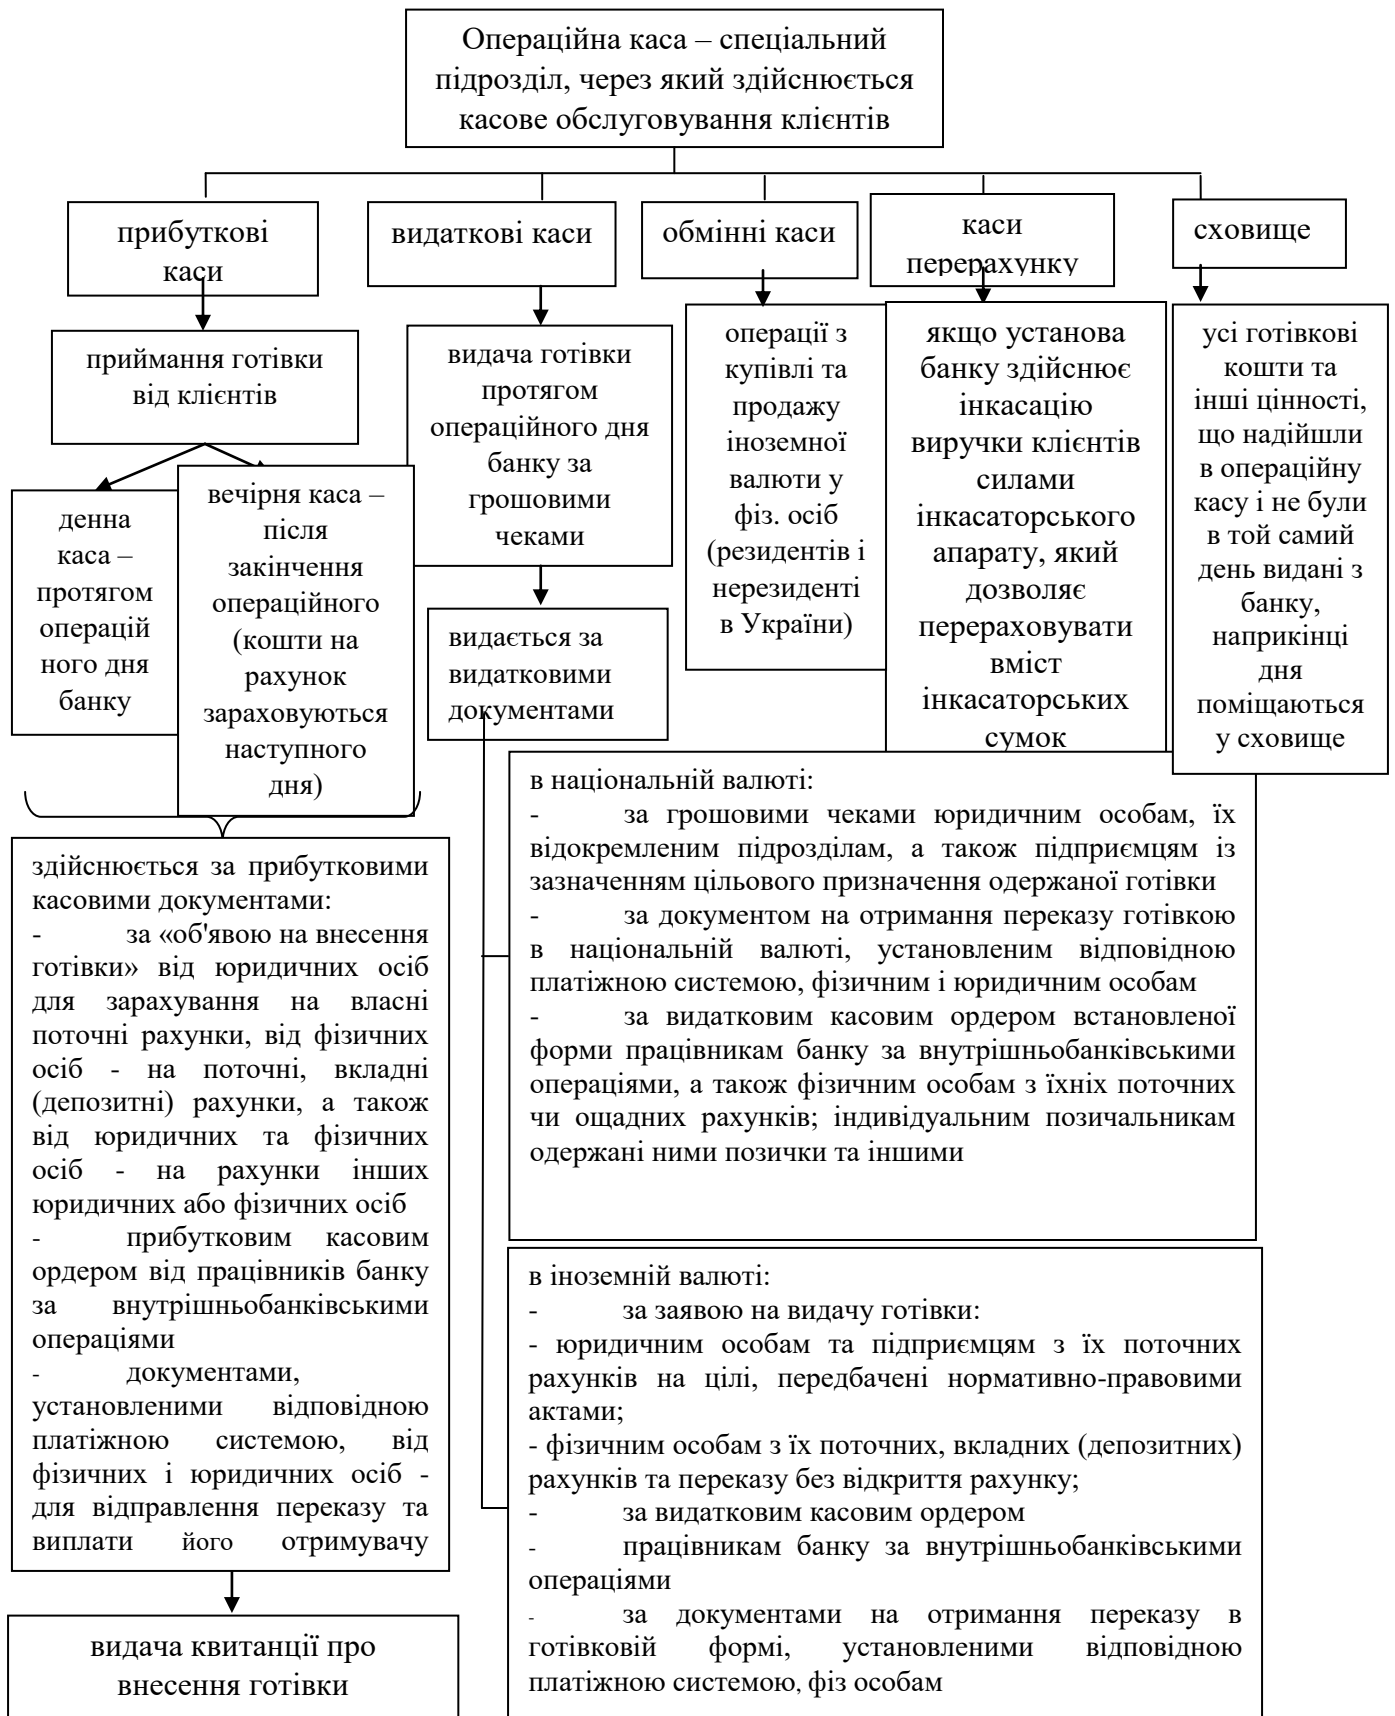 Операційна каса – спеціальний
підрозділ, через який здійснюється
касове обслуговування клієнтів
прибуткові
каси
видаткові каси
обмінні каси
каси
перерахунку
сховище
приймання готівки
від клієнтів
денна
каса –
протягом
операцій
ного дня
банку
вечірня каса –
після
закінчення
операційного
(кошти на
рахунок
зараховуються
наступного
дня)
видача готівки
протягом
операційного дня
банку за
грошовими
чеками
видається за
видатковими
документами
операції з
купівлі та
продажу
іноземної
валюти у
фіз. осіб
(резидентів і
нерезиденті
в України)
якщо установа
банку здійснює
інкасацію
виручки клієнтів
силами
інкасаторського
апарату, який
дозволяє
перераховувати
вміст
інкасаторських
сумок
усі готівкові
кошти та
інші цінності,
що надійшли
в операційну
касу і не були
в той самий
день видані з
банку,
наприкінці
дня
поміщаються
у сховище
здійснюється за прибутковими
касовими документами:
- за «об'явою на внесення
готівки» від юридичних осіб
для зарахування на власні
поточні рахунки, від фізичних
осіб - на поточні, вкладні
(депозитні) рахунки, а також
від юридичних та фізичних
осіб - на рахунки інших
юридичних або фізичних осіб
- прибутковим касовим
ордером від працівників банку
за внутрішньобанківськими
операціями
- документами,
установленими відповідною
платіжною системою, від
фізичних і юридичних осіб -
для відправлення переказу та
виплати його отримувачу
видача квитанції про
внесення готівки
в національній валюті:
- за грошовими чеками юридичним особам, їх
відокремленим підрозділам, а також підприємцям із
зазначенням цільового призначення одержаної готівки
- за документом на отримання переказу готівкою
в національній валюті, установленим відповідною
платіжною системою, фізичним і юридичним особам
- за видатковим касовим ордером встановленої
форми працівникам банку за внутрішньобанківськими
операціями, а також фізичним особам з їхніх поточних
чи ощадних рахунків; індивідуальним позичальникам
одержані ними позички та іншими
в іноземній валюті:
- за заявою на видачу готівки:
- юридичним особам та підприємцям з їх поточних
рахунків на цілі, передбачені нормативно-правовими
актами;
- фізичним особам з їх поточних, вкладних (депозитних)
рахунків та переказу без відкриття рахунку;
- за видатковим касовим ордером
- працівникам банку за внутрішньобанківськими
операціями
- за документами на отримання переказу в
готівковій формі, установленими відповідною
платіжною системою, фіз особам